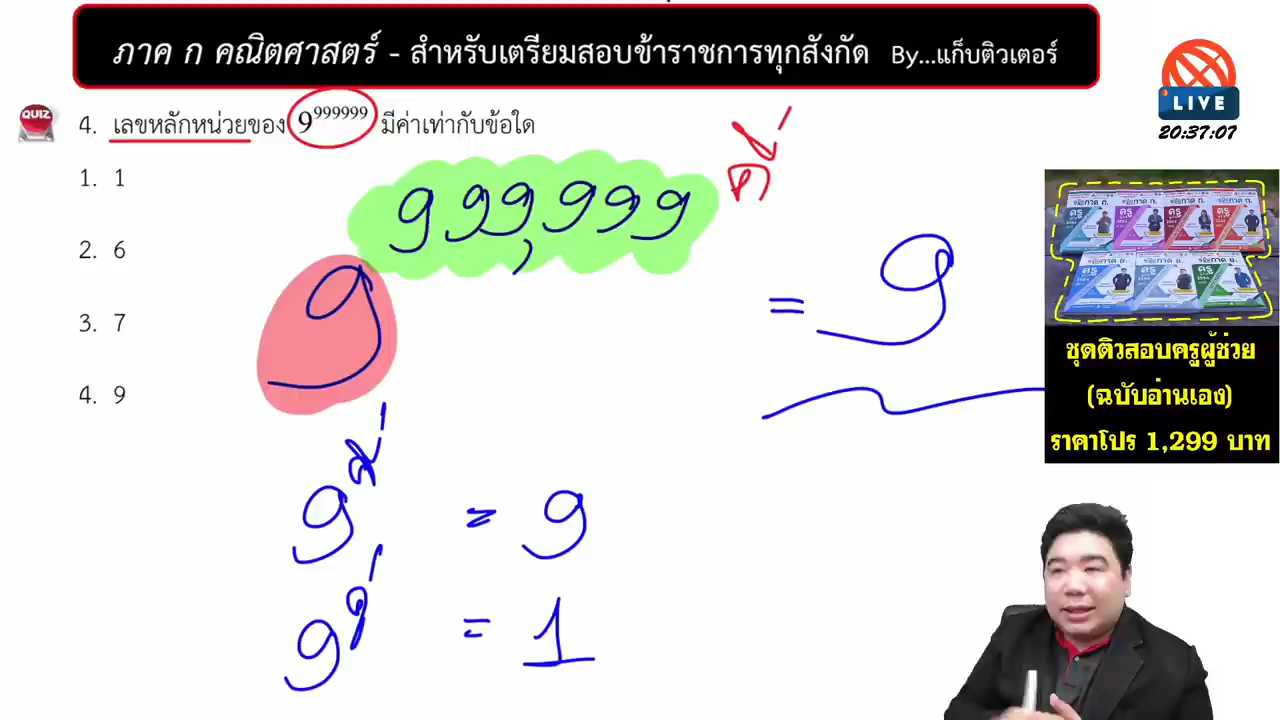 ภาค ก คณิตศาสตร์ - สำหรับเตรียมสอบข้าราชการทุกสังกัด By...แก็บติวเตอร์
LIVE
20:37:07
QUIZ
4. เลขหลักหน่วยของ 9^999999 มีค่าเท่ากับข้อใด
1. 1
2. 6
3. 7
4. 9
999,999
คี่
9
= 9
9 คี่ = 9
9 คู่ = 1
ชุดติวสอบครูผู้ช่วย
(ฉบับอ่านเอง)
ราคาโปร 1,299 บาท